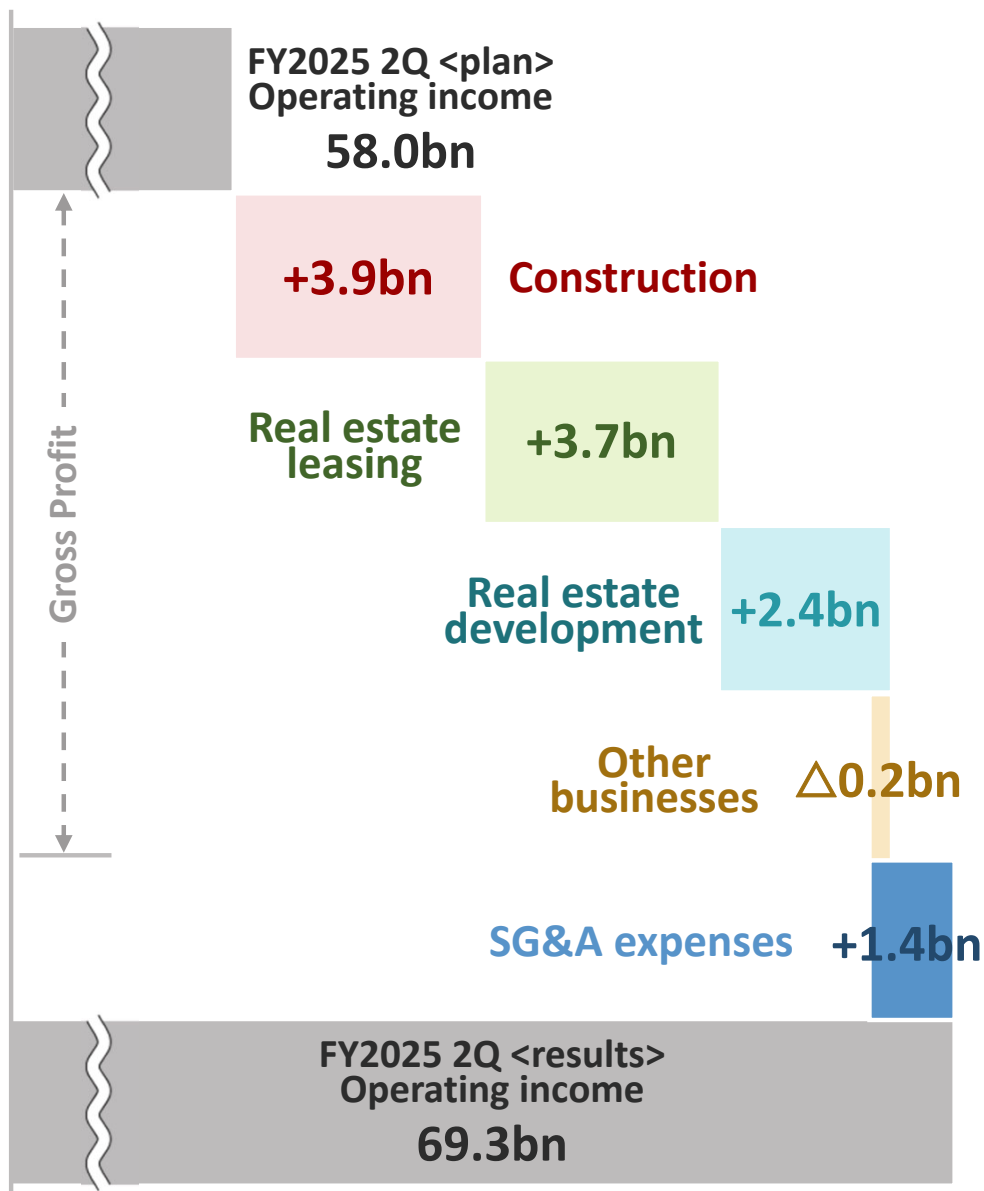 FY2025 2Q <plan>
Operating income
58.0bn
+3.9bn
Construction
Real estate
leasing
+3.7bn
Gross Profit
Real estate
development
+2.4bn
Other
businesses
△0.2bn
SG&A expenses
+1.4bn
FY2025 2Q <results>
Operating income
69.3bn